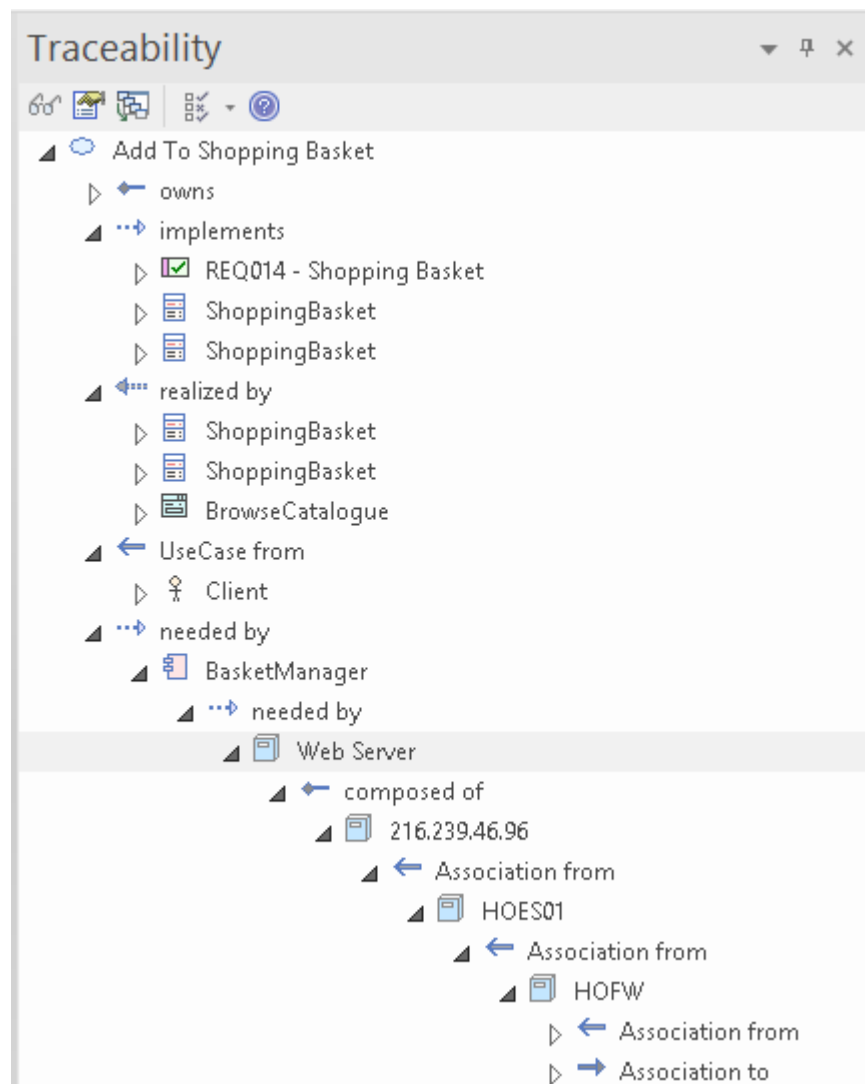 Traceability
Add To Shopping Basket
owns
implements
REQ014 - Shopping Basket
ShoppingBasket
ShoppingBasket
realized by
ShoppingBasket
ShoppingBasket
BrowseCatalogue
UseCase from
Client
needed by
BasketManager
needed by
Web Server
composed of
216.239.46.96
Association from
HOES01
Association from
HOFW
Association from
Association to